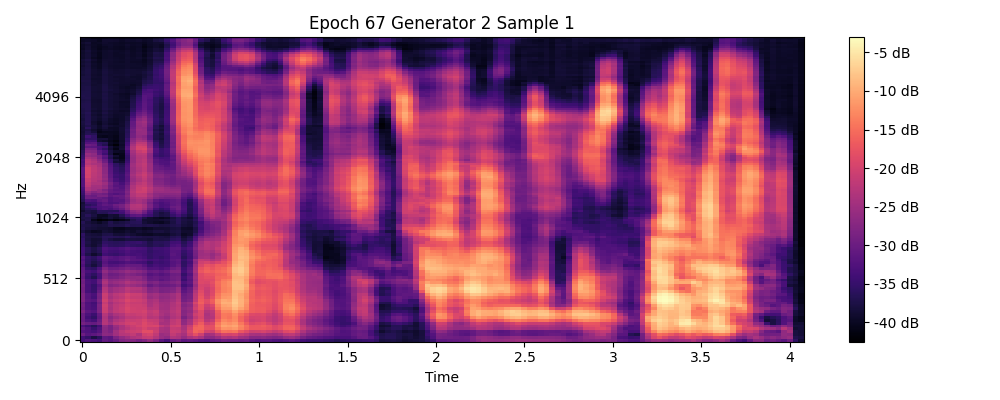 Epoch 67 Generator 2 Sample 1
Hz
4096
2048
1024
512
0
0
0.5
1
1.5
2
2.5
3
3.5
4
Time
-5 dB
-10 dB
-15 dB
-20 dB
-25 dB
-30 dB
-35 dB
-40 dB